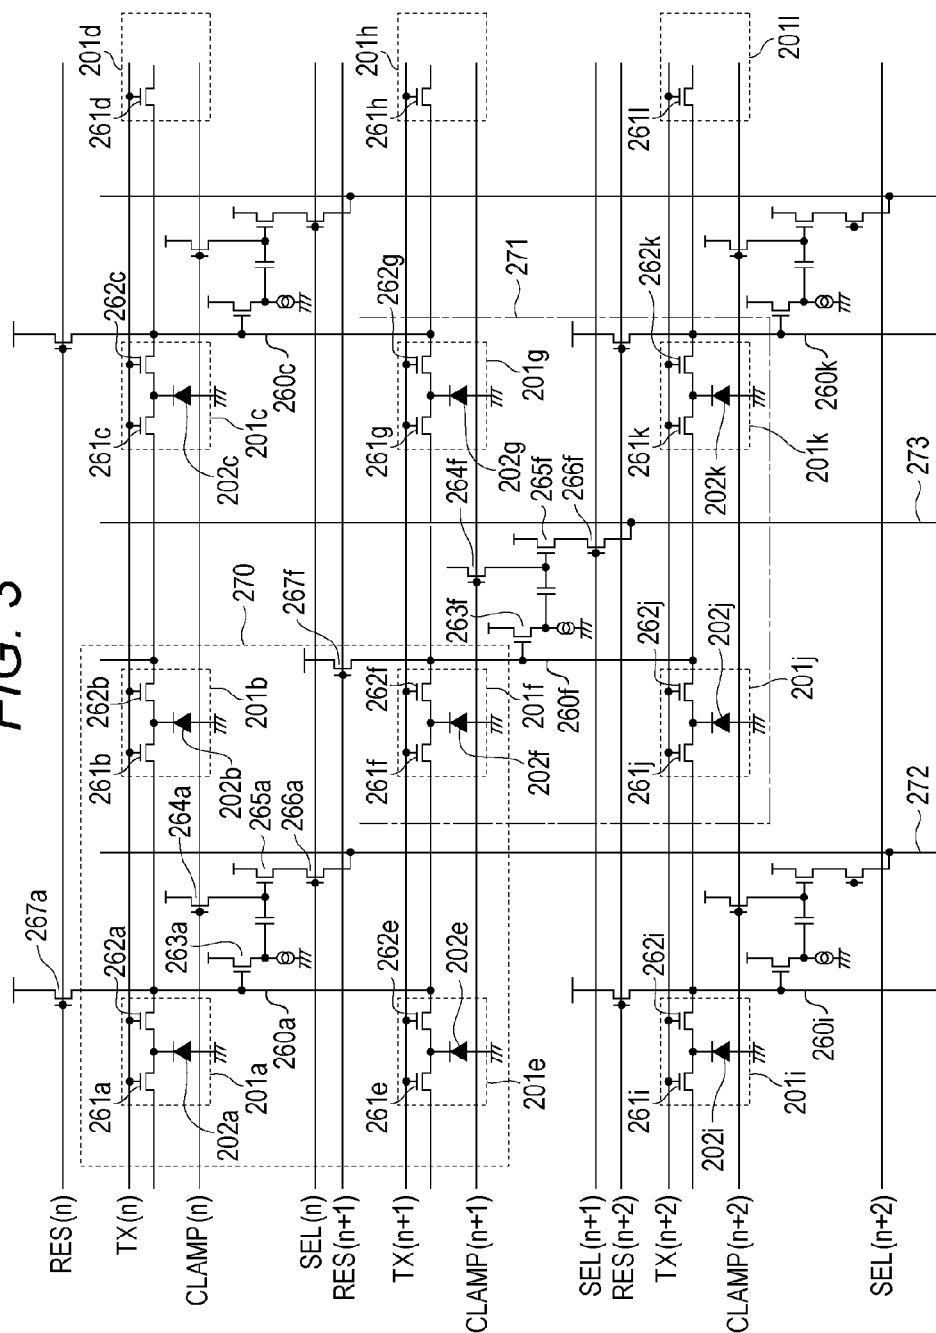 FIG. 3
RES(n)
TX(n)
CLAMP(n)
SEL(n)
RES(n+1)
TX(n+1)
CLAMP(n+1)
SEL(n+1)
RES(n+2)
TX(n+2)
CLAMP(n+2)
SEL(n+2)
267a
261a
262a
202a
201a
260a
263a
264a
265a
266a
261b
262b
202b
201b
270
267f
261c
262c
202c
201c
260c
261d
201d
261e
262e
202e
201e
261f
262f
202f
201f
260f
263f
264f
265f
266f
261g
262g
202g
201g
271
261h
201h
261i
262i
202i
201i
260i
272
261j
262j
202j
201j
273
261k
262k
202k
201k
260k
261l
201l